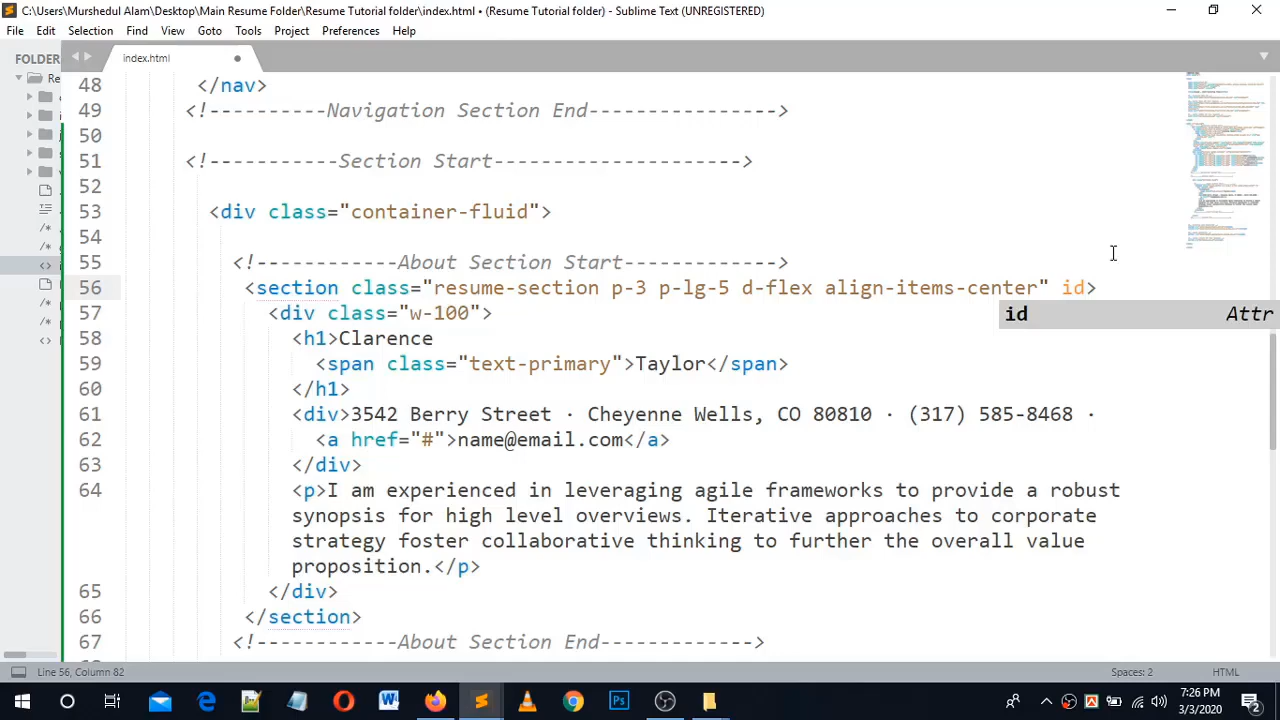 C:\Users\Murshedul Alam\Desktop\Main Resume Folder\Resume Tutorial folder\index.html • (Resume Tutorial folder) - Sublime Text (UNREGISTERED)
File Edit Selection Find View Goto Tools Project Preferences Help
FOLDER index.html
Re
48 </nav>
49 <!----------Navigation Section End---------------->
50
51 <!-----------Section Start--------------------->
52
53 <div class="container-fluid">
54
55 <!------------About Section Start------------->
56 <section class="resume-section p-3 p-lg-5 d-flex align-items-center" id>
id Attr
57 <div class="w-100">
58 <h1>Clarence
59 <span class="text-primary">Taylor</span>
60 </h1>
61 <div>3542 Berry Street · Cheyenne Wells, CO 80810 · (317) 585-8468 ·
62 <a href="#">name@email.com</a>
63 </div>
64 <p>I am experienced in leveraging agile frameworks to provide a robust
synopsis for high level overviews. Iterative approaches to corporate
strategy foster collaborative thinking to further the overall value
proposition.</p>
65 </div>
66 </section>
67 <!------------About Section End------------->
Line 56, Column 82 Spaces: 2 HTML
7:26 PM
3/3/2020